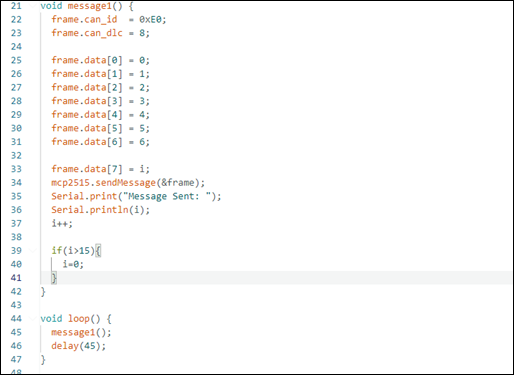 21 void message1() {
22 frame.can_id  = 0xE0;
23 frame.can_dlc = 8;
24
25 frame.data[0] = 0;
26 frame.data[1] = 1;
27 frame.data[2] = 2;
28 frame.data[3] = 3;
29 frame.data[4] = 4;
30 frame.data[5] = 5;
31 frame.data[6] = 6;
32
33 frame.data[7] = i;
34 mcp2515.sendMessage(&frame);
35 Serial.print("Message Sent: ");
36 Serial.println(i);
37 i++;
38
39 if(i>15){
40 i=0;
41 }
42 }
43
44 void loop() {
45 message1();
46 delay(45);
47 }
48